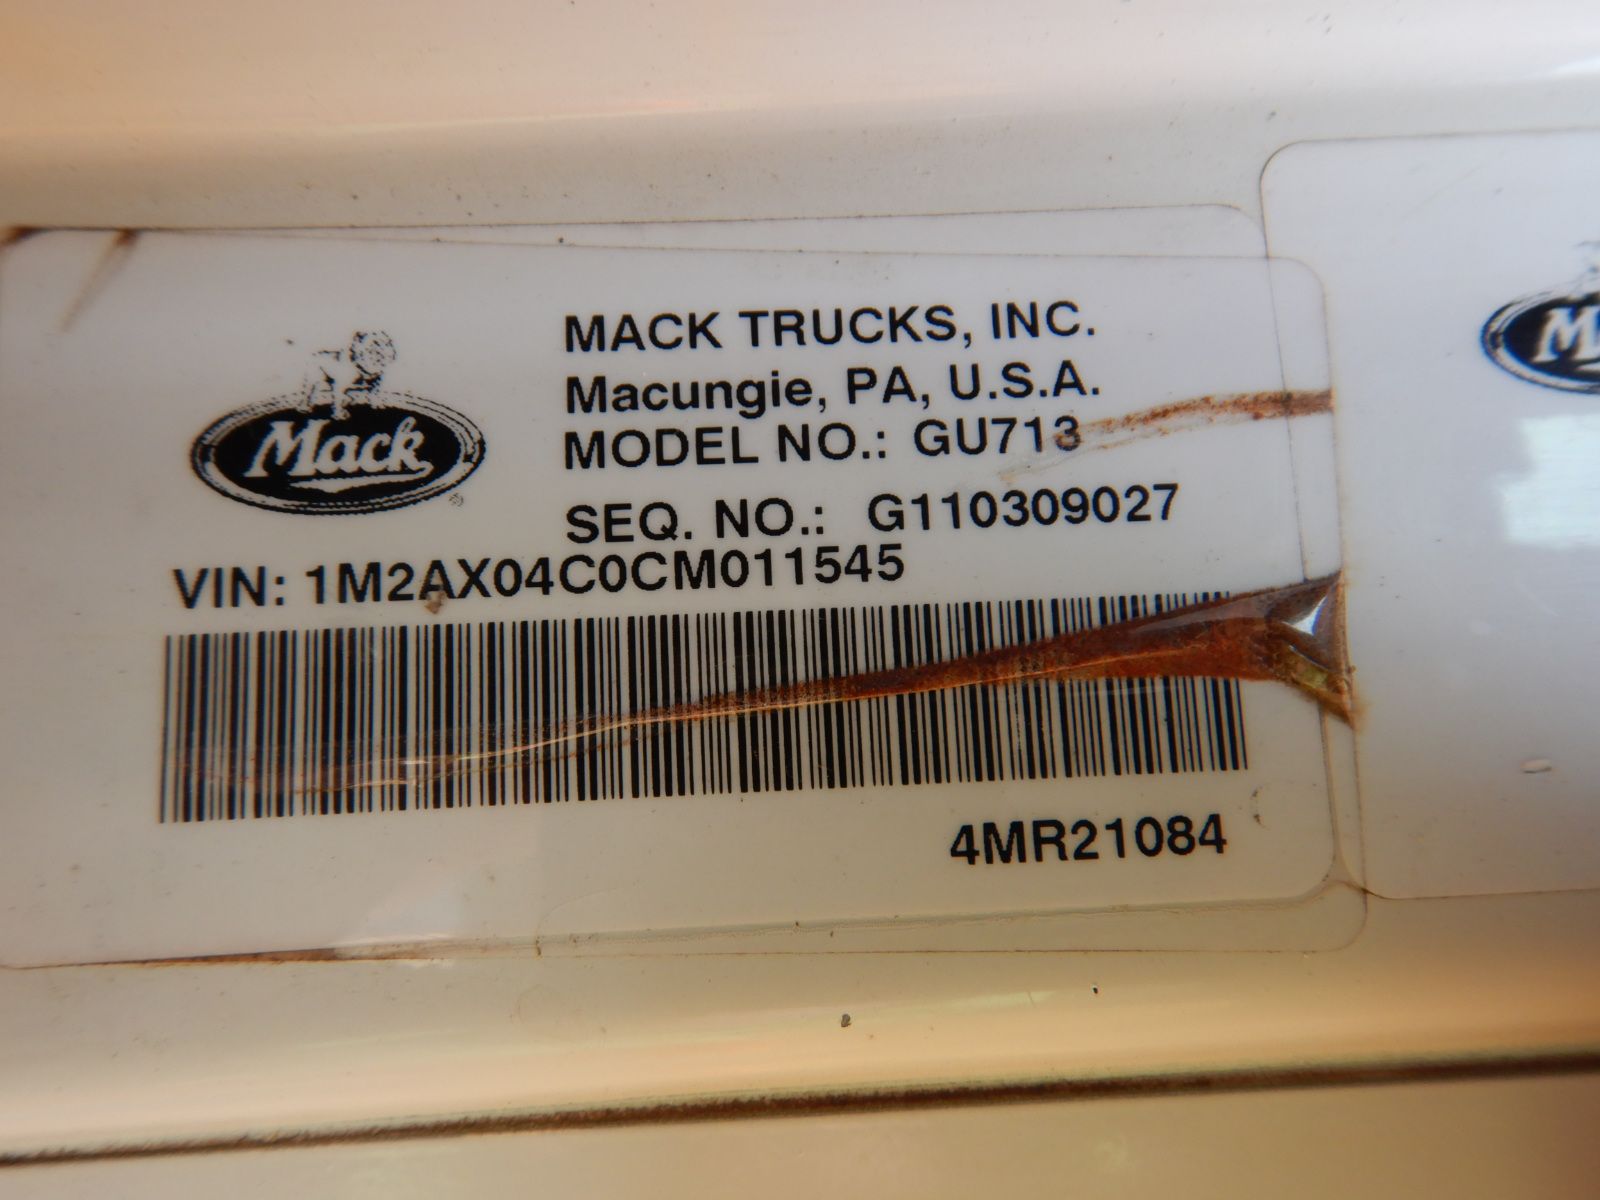 Mack
MACK TRUCKS, INC.
Macungie, PA, U.S.A.
MODEL NO.: GU713
SEQ. NO.: G110309027
VIN: 1M2AX04C0CM011545
4MR21084